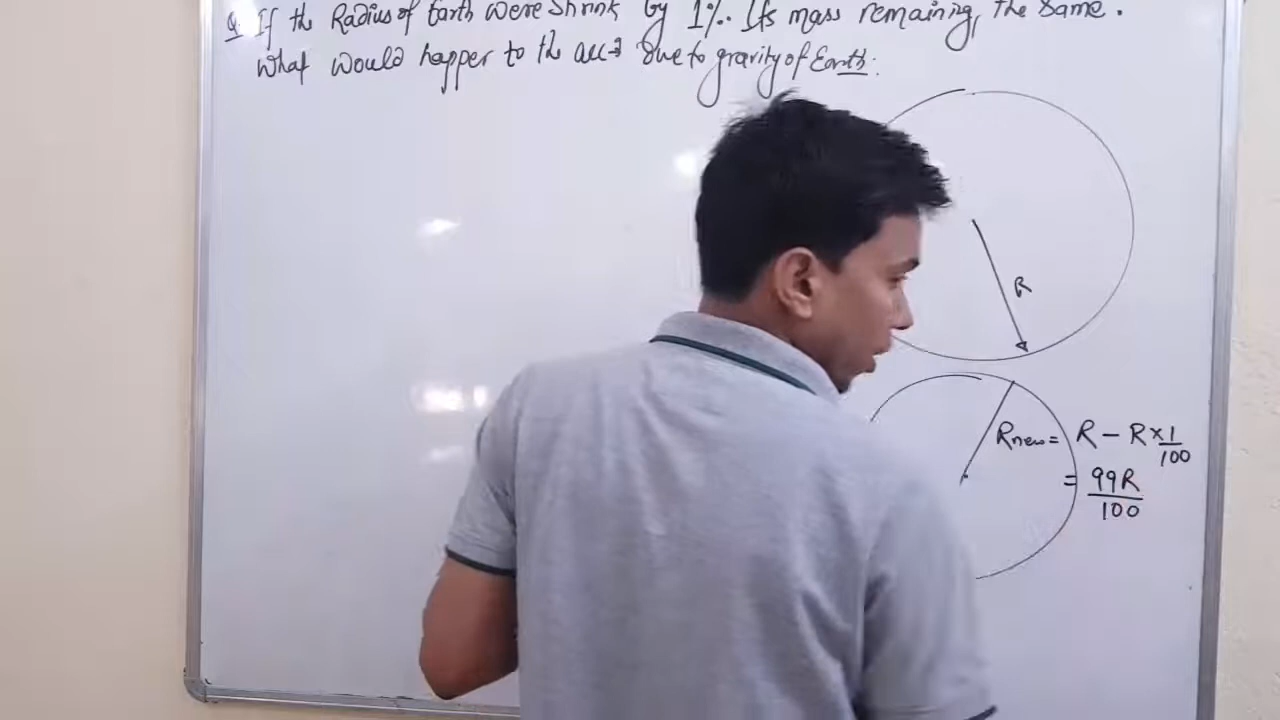 Q. If the Radius of Earth were Shrink by 1%. Its mass remaining the same.
What would happer to the acc→ Due to gravity of Earth:
R
Rnew = R - R × 1/100
= 99R/100